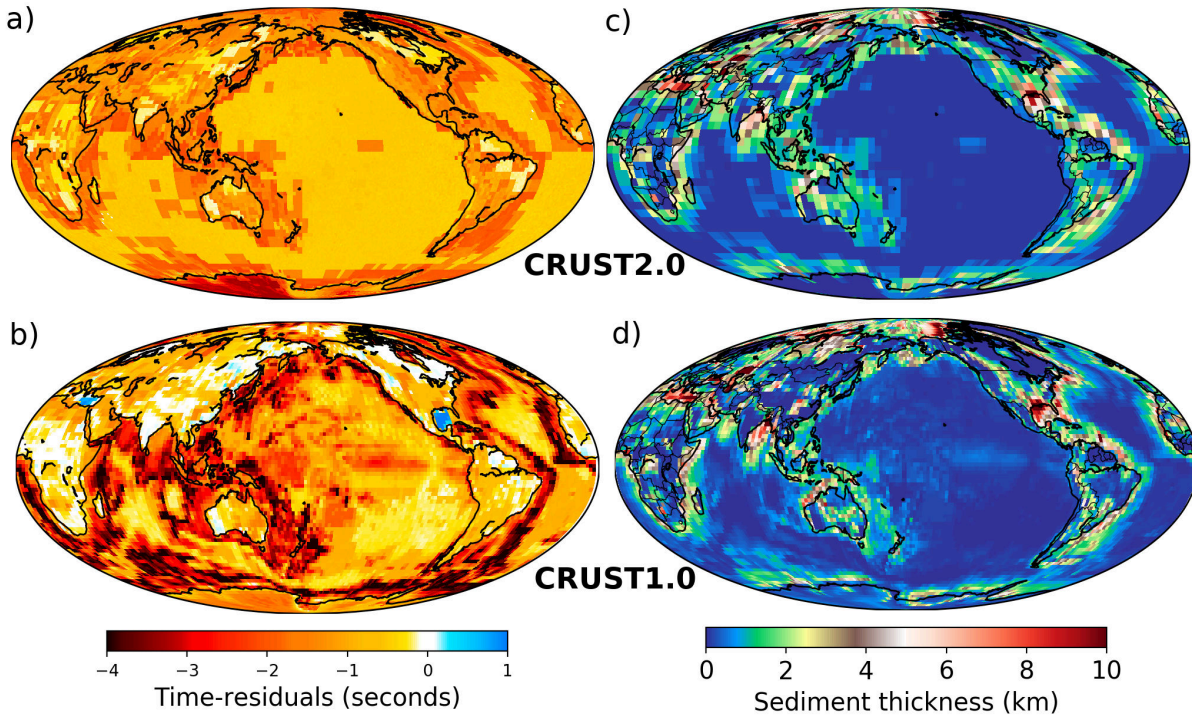 a)
c)
CRUST2.0
b)
d)
CRUST1.0
−4 −3 −2 −1 0 1
Time-residuals (seconds)
0 2 4 6 8 10
Sediment thickness (km)